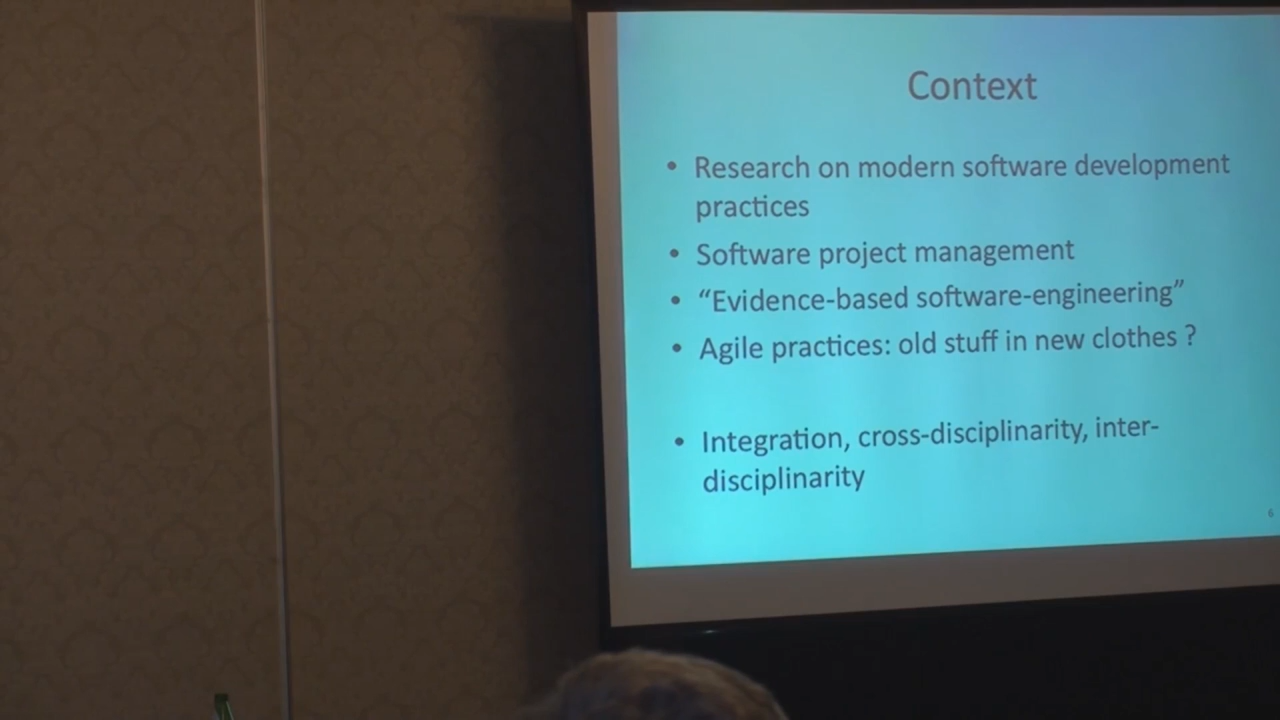 Context
• Research on modern software development
practices
• Software project management
• “Evidence-based software-engineering”
• Agile practices: old stuff in new clothes ?
• Integration, cross-disciplinarity, inter-
disciplinarity
6